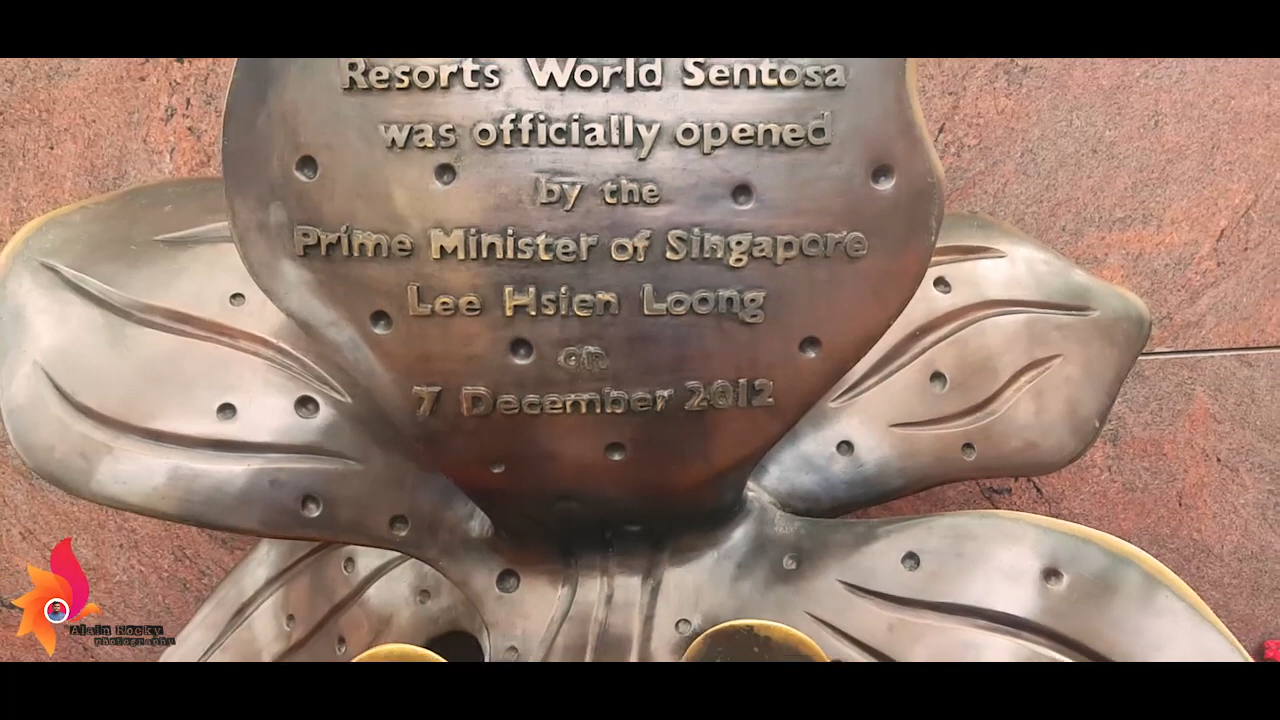 Resorts World Sentosa
was officially opened
by the
Prime Minister of Singapore
Lee Hsien Loong
on
7 December 2012
Alain Rocky
photography